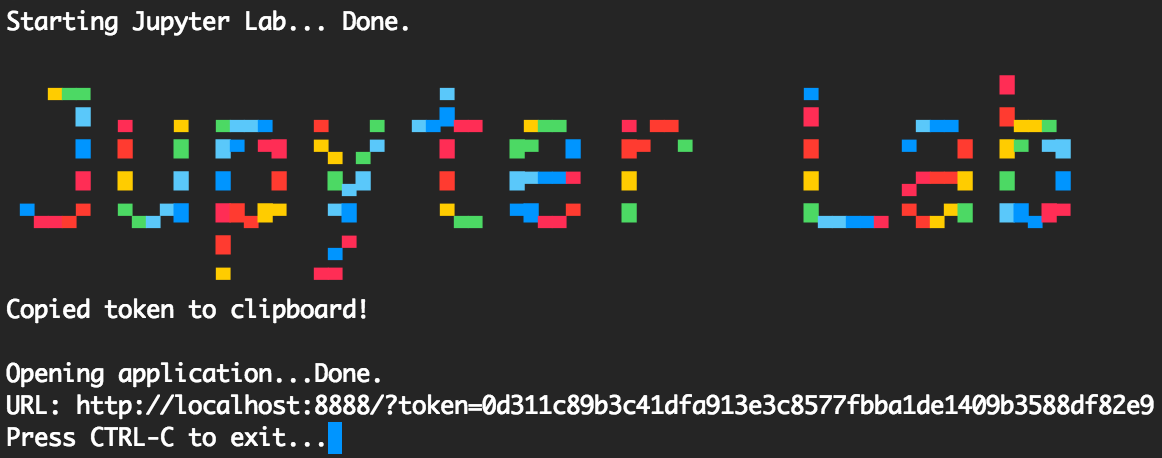 Starting Jupyter Lab... Done.
Jupyter Lab
Copied token to clipboard!
Opening application...Done.
URL: http://localhost:8888/?token=0d311c89b3c41dfa913e3c8577fbba1de1409b3588df82e9
Press CTRL-C to exit...